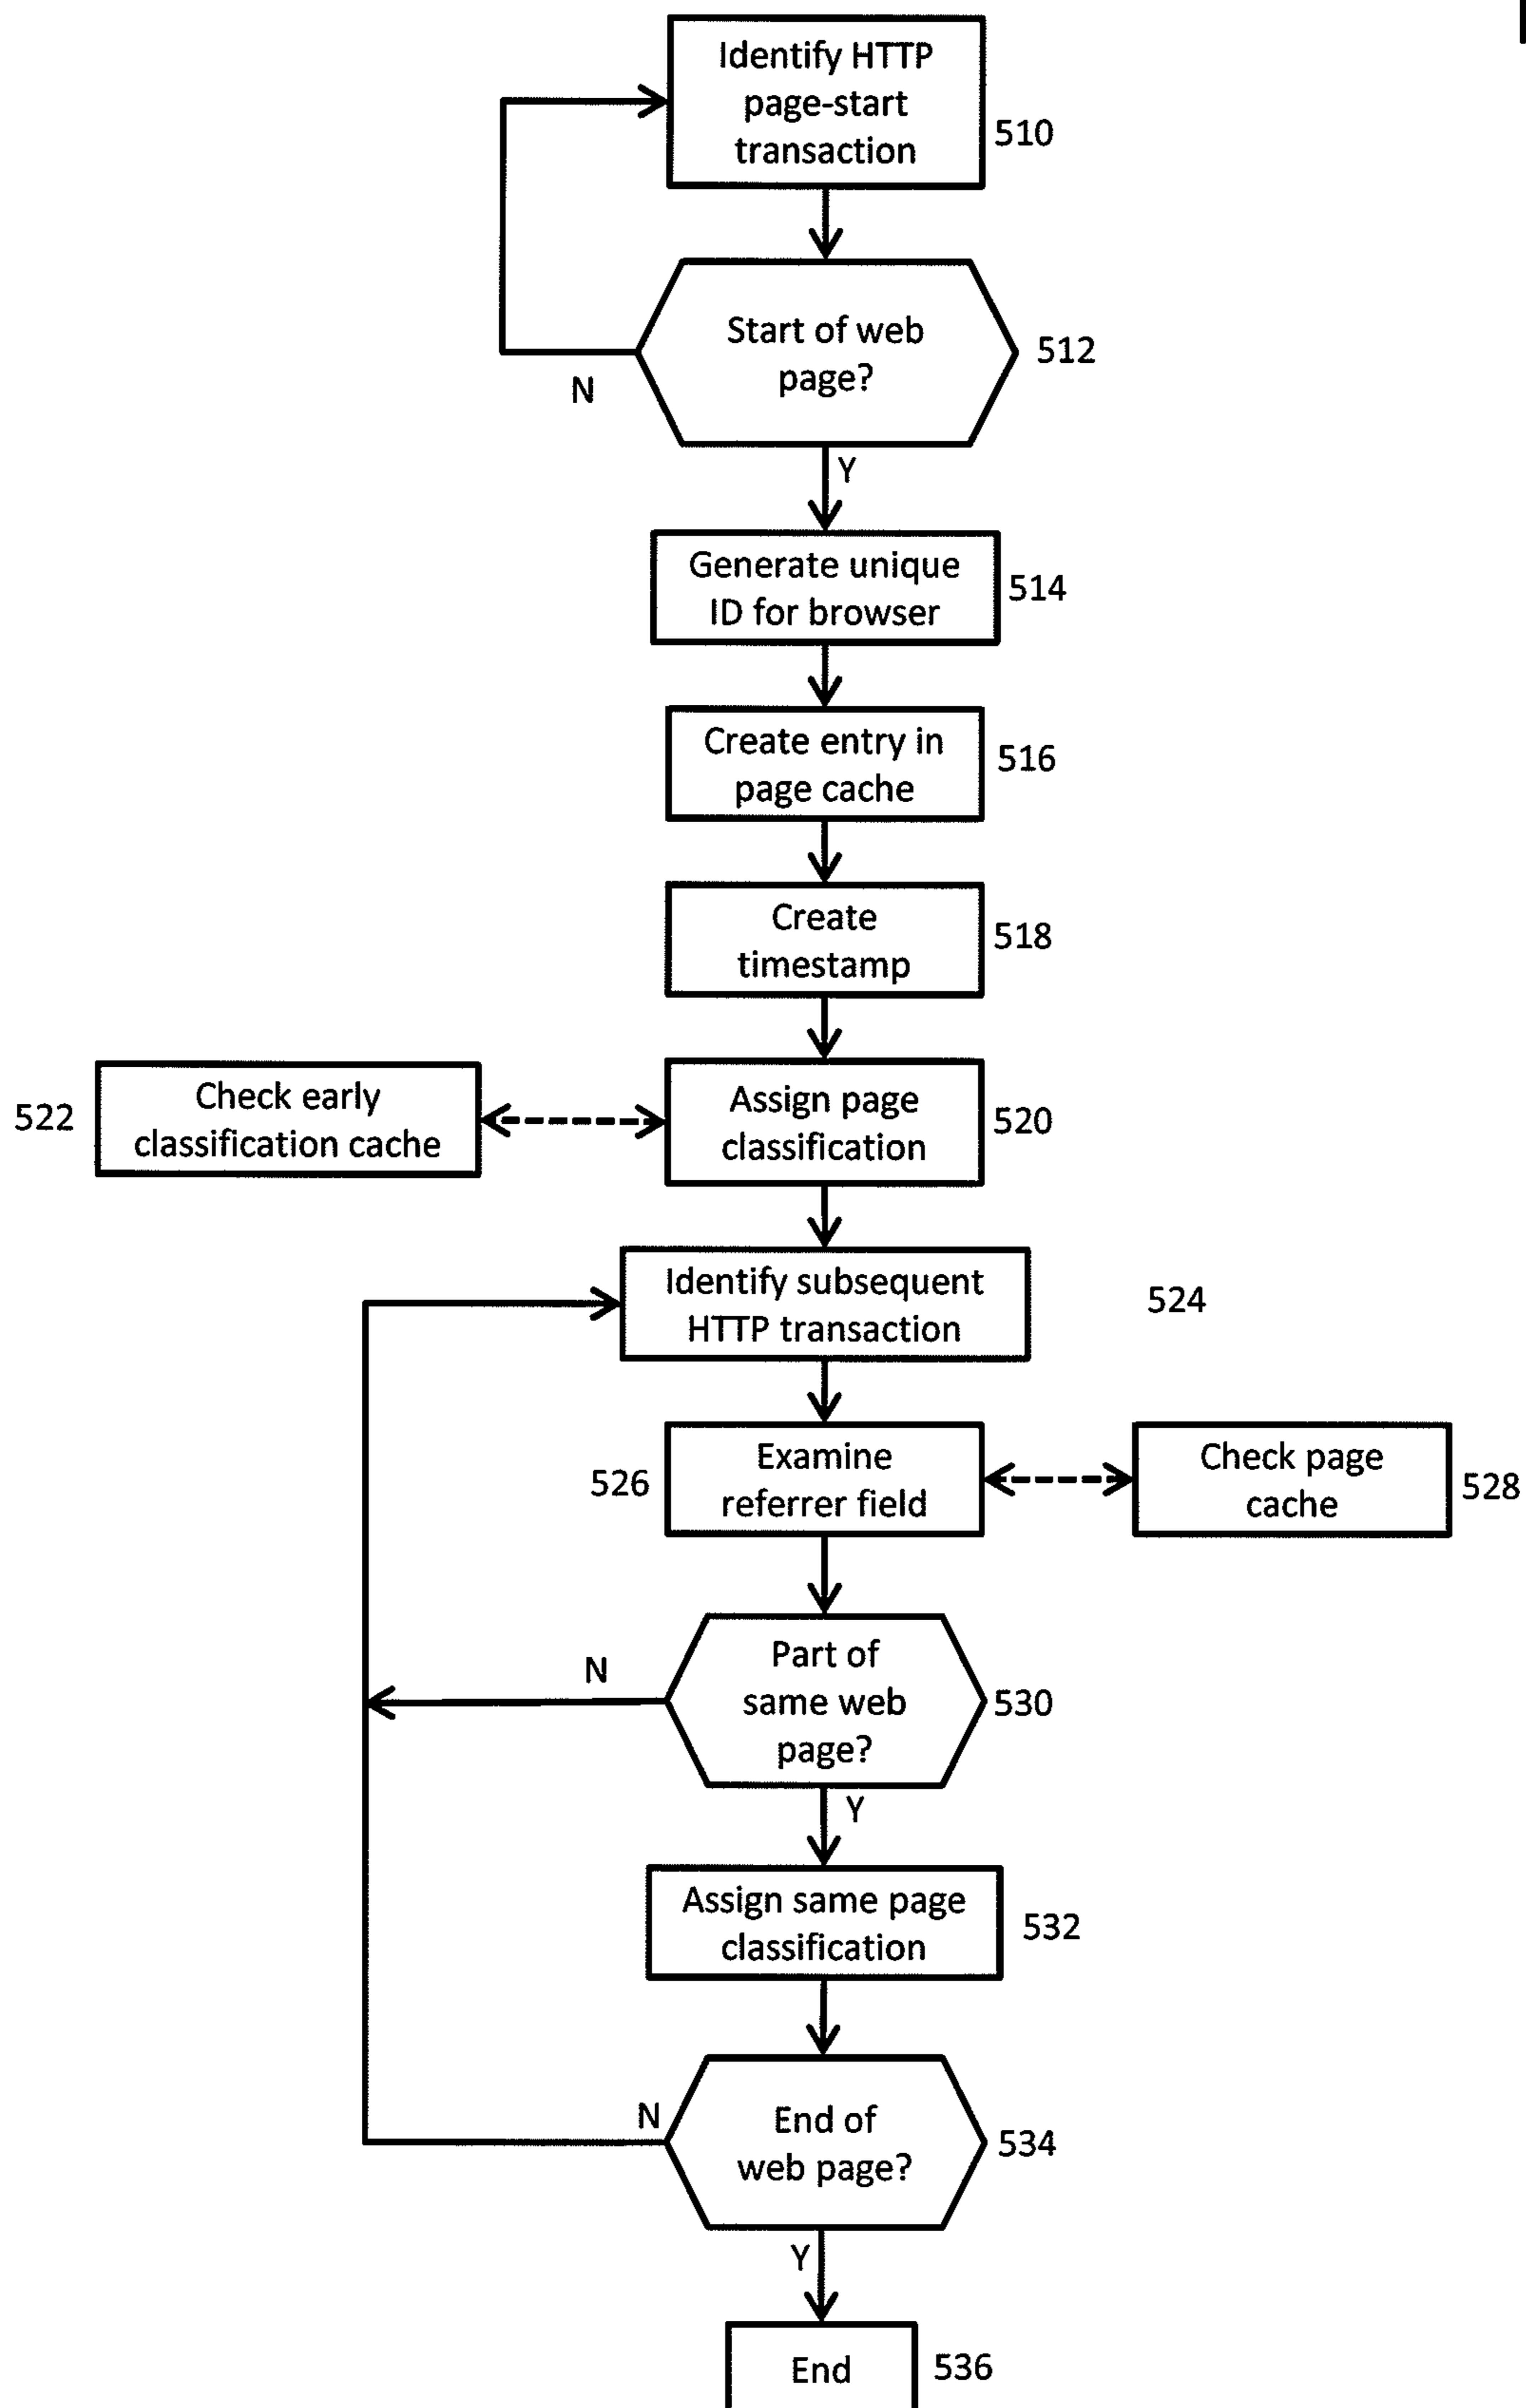 Identify HTTP
page-start
transaction
510
Start of web
page?
512
N
Y
Generate unique
ID for browser
514
Create entry in
page cache
516
Create
timestamp
518
Check early
classification cache
522
Assign page
classification
520
Identify subsequent
HTTP transaction
524
Examine
referrer field
526
Check page
cache
528
Part of
same web
page?
530
N
Y
Assign same page
classification
532
End of
web page?
534
N
Y
End
536